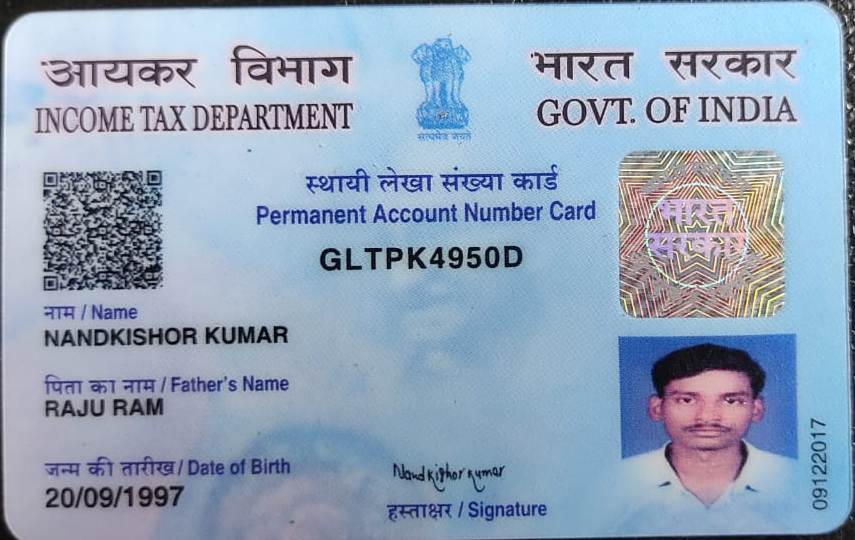 आयकर विभाग
INCOME TAX DEPARTMENT
सत्यमेव जयते
भारत सरकार
GOVT. OF INDIA
स्थायी लेखा संख्या कार्ड
Permanent Account Number Card
GLTPK4950D
भारत
सरकार
नाम / Name
NANDKISHOR KUMAR
पिता का नाम / Father's Name
RAJU RAM
जन्म की तारीख / Date of Birth
20/09/1997
Nandkishor kumar
हस्ताक्षर / Signature
09122017